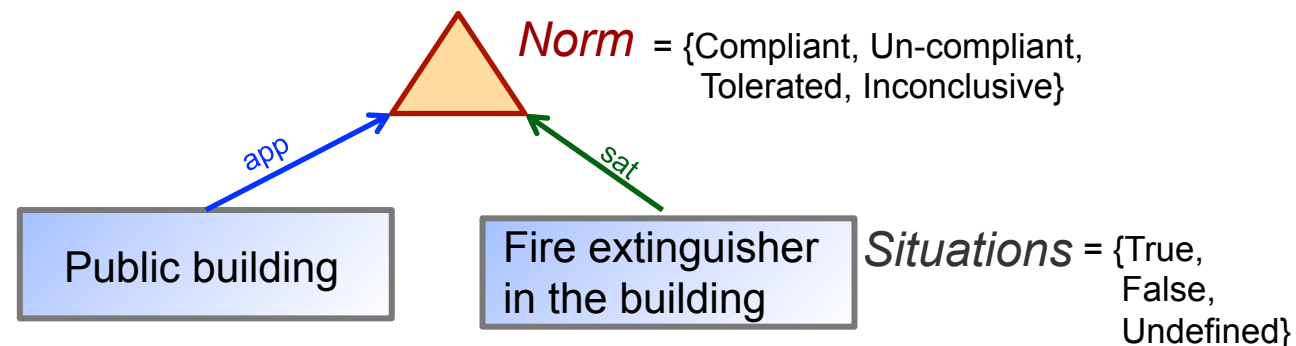 Norm = {Compliant, Un-compliant,
Tolerated, Inconclusive}
app
sat
Public building
Fire extinguisher
in the building
Situations = {True,
False,
Undefined}